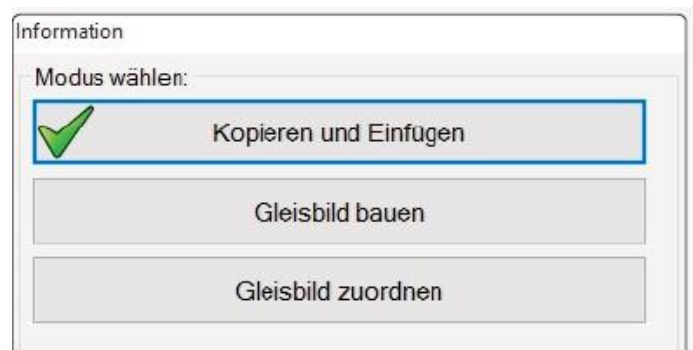 Information
Modus wählen:
Kopieren und Einfügen
Gleisbild bauen
Gleisbild zuordnen